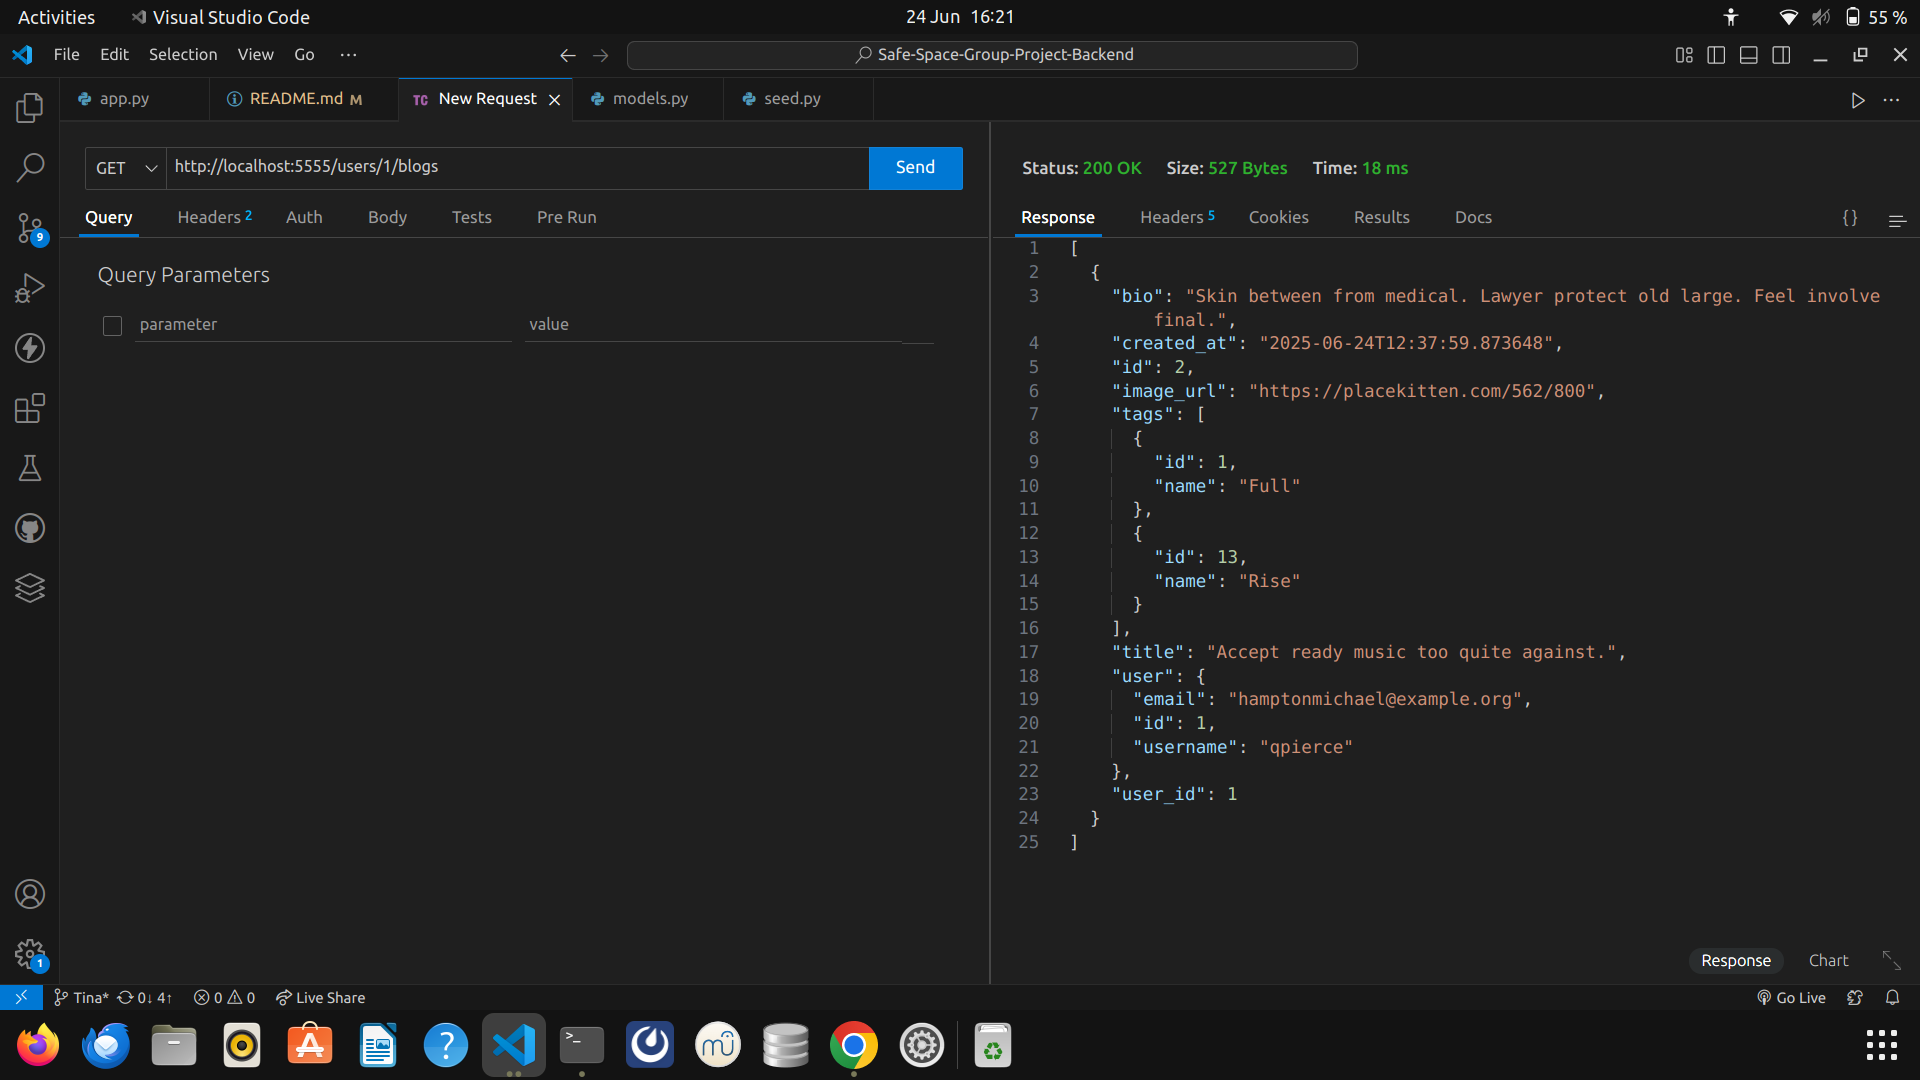 Activities
Visual Studio Code
24 Jun 16:21
55 %
File Edit Selection View Go ···
Safe-Space-Group-Project-Backend
app.py
README.md M
TC New Request
models.py
seed.py
GET
http://localhost:5555/users/1/blogs
Send
Query
Headers 2
Auth
Body
Tests
Pre Run
Query Parameters
parameter
value
9
1
Status: 200 OK
Size: 527 Bytes
Time: 18 ms
Response
Headers 5
Cookies
Results
Docs
{}
1 [
2 {
3 "bio": "Skin between from medical. Lawyer protect old large. Feel involve
final.",
4 "created_at": "2025-06-24T12:37:59.873648",
5 "id": 2,
6 "image_url": "https://placekitten.com/562/800",
7 "tags": [
8 {
9 "id": 1,
10 "name": "Full"
11 },
12 {
13 "id": 13,
14 "name": "Rise"
15 }
16 ],
17 "title": "Accept ready music too quite against.",
18 "user": {
19 "email": "hamptonmichael@example.org",
20 "id": 1,
21 "username": "qpierce"
22 },
23 "user_id": 1
24 }
25 ]
Response
Chart
Tina* 0↓ 4↑ 0 0 Live Share
Go Live